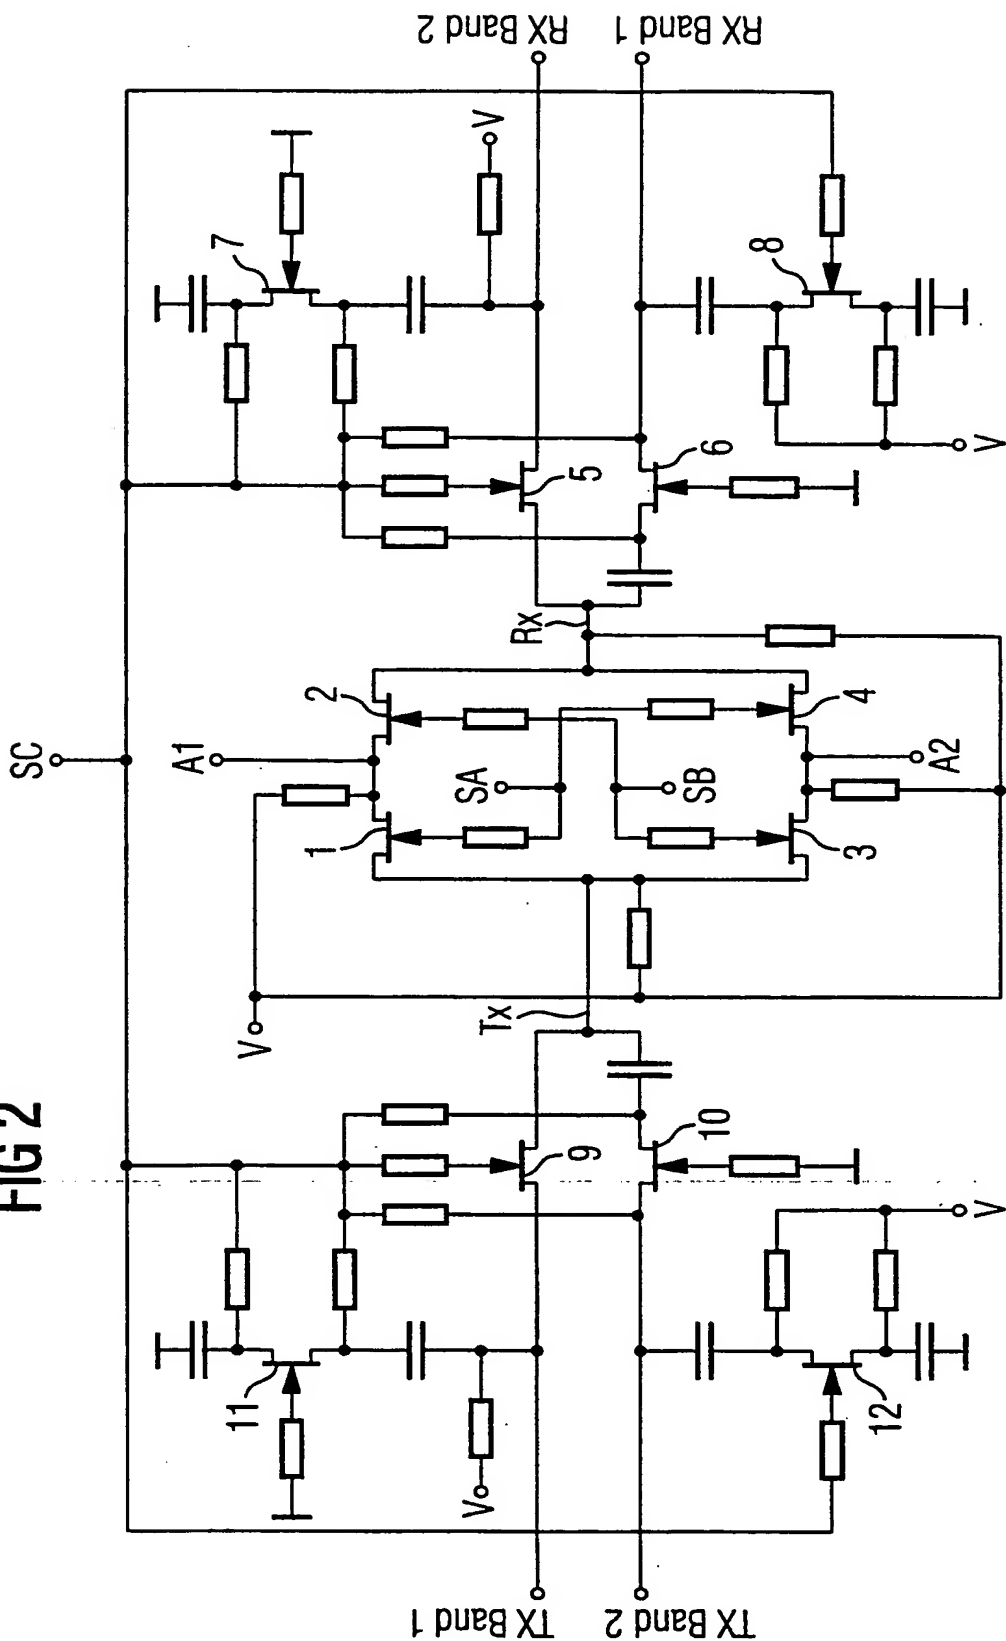 FIG 2
SC
RX Band 2
RX Band 1
7
V
8
5
6
V
Rx
2
A1
4
SA
SB
A2
1
3
V
Tx
9
10
11
V
12
V
TX Band 1
TX Band 2